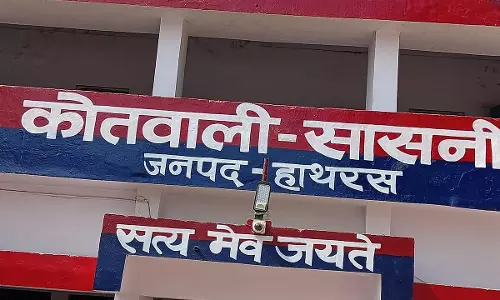 कोतवाली-सासनी
जनपद-हाथरस
सत्य मेव जयते